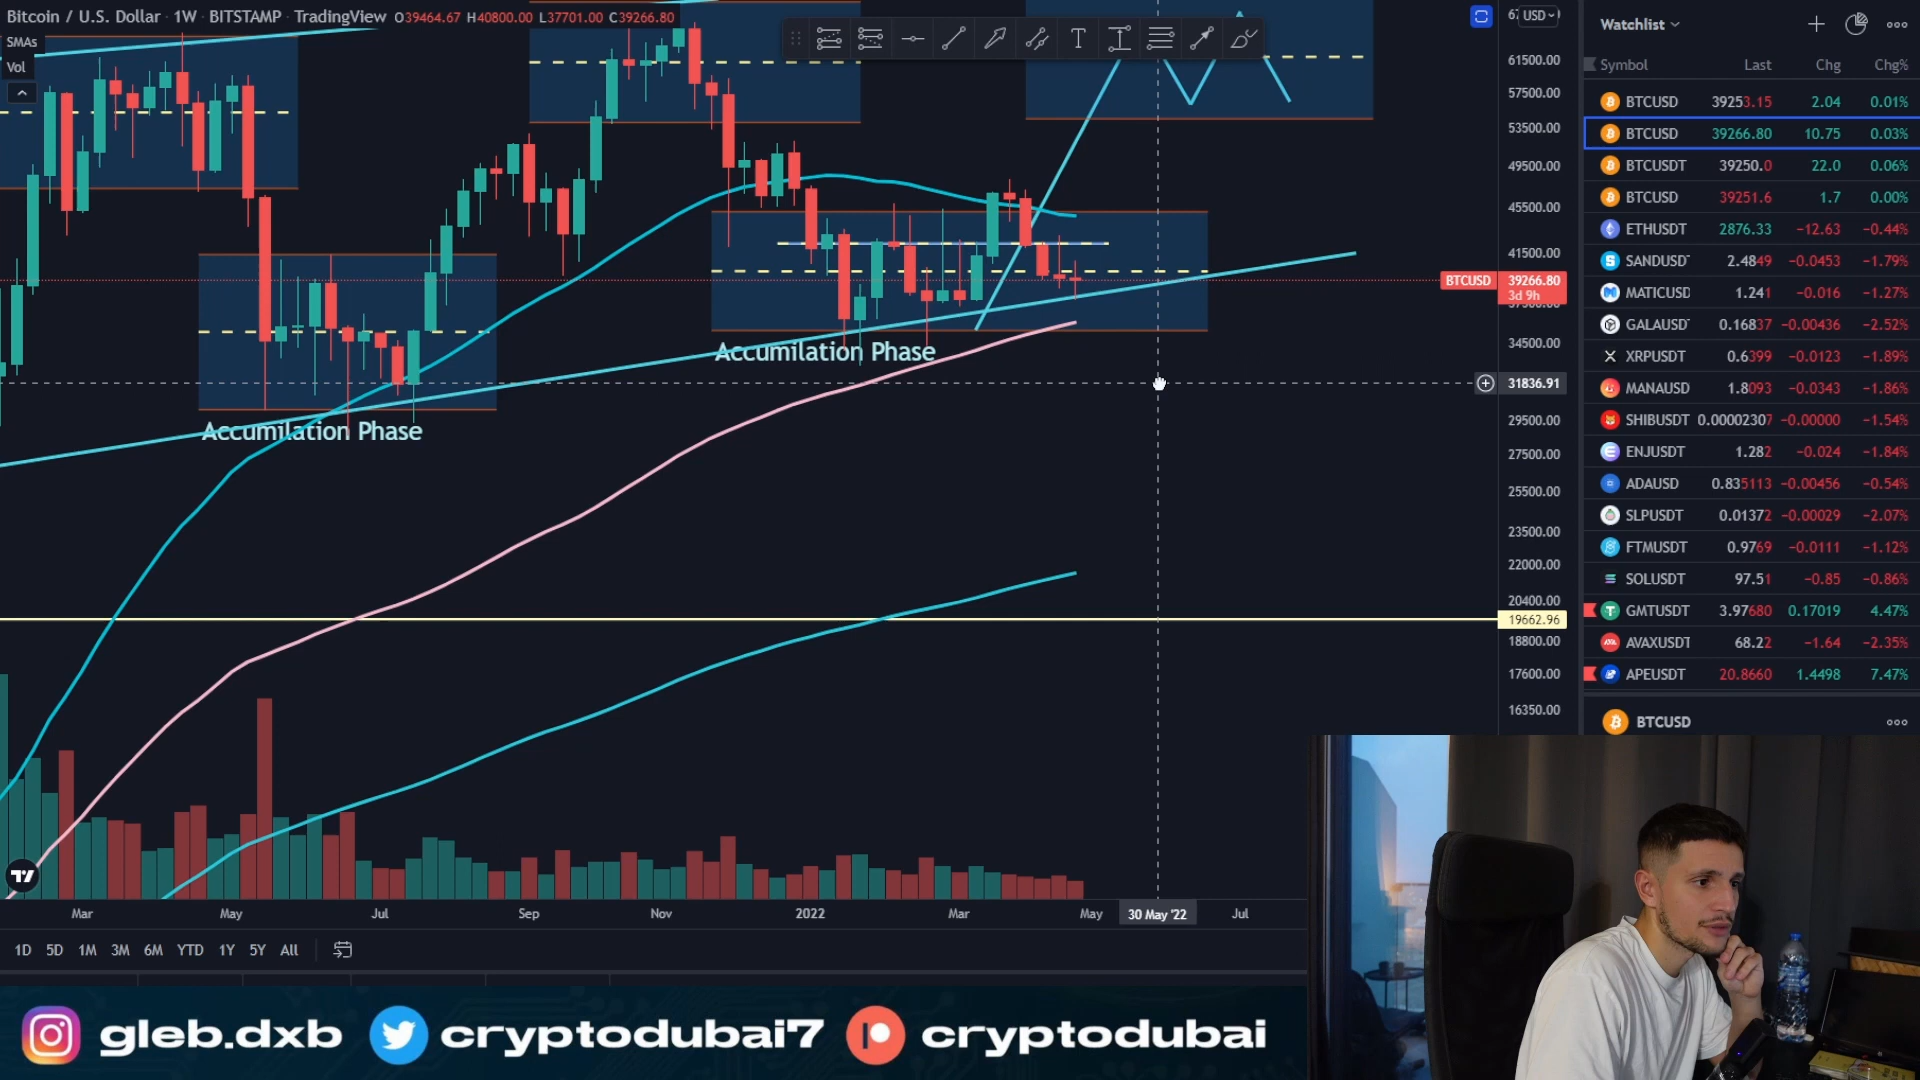 Bitcoin / U.S. Dollar · 1W · BITSTAMP · TradingView O39464.67 H40800.00 L37701.00 C39266.80
SMAs
Vol
USD
61500.00
57500.00
53500.00
49500.00
45500.00
41500.00
BTCUSD 39266.80
3d 9h
34500.00
31836.91
29500.00
27500.00
25500.00
23500.00
22000.00
20400.00
19662.96
18800.00
17600.00
16350.00
Accumilation Phase
Accumilation Phase
Mar May Jul Sep Nov 2022 Mar May 30 May '22 Jul
1D 5D 1M 3M 6M YTD 1Y 5Y All
Watchlist
Symbol Last Chg Chg%
BTCUSD 39253.15 2.04 0.01%
BTCUSD 39266.80 10.75 0.03%
BTCUSDT 39250.0 22.0 0.06%
BTCUSD 39251.6 1.7 0.00%
ETHUSDT 2876.33 −12.63 −0.44%
SANDUSDT 2.4849 −0.0453 −1.79%
MATICUSD 1.241 −0.016 −1.27%
GALAUSDT 0.16837 −0.00436 −2.52%
XRPUSDT 0.6399 −0.0123 −1.89%
MANAUSD 1.8093 −0.0343 −1.86%
SHIBUSDT 0.00002307 −0.00000 −1.54%
ENJUSDT 1.282 −0.024 −1.84%
ADAUSD 0.835113 −0.00456 −0.54%
SLPUSDT 0.01372 −0.00029 −2.07%
FTMUSDT 0.9769 −0.0111 −1.12%
SOLUSDT 97.51 −0.85 −0.86%
GMTUSDT 3.97680 0.17019 4.47%
AVAXUSDT 68.22 −1.64 −2.35%
APEUSDT 20.8660 1.4498 7.47%
BTCUSD
gleb.dxb cryptodubai7 cryptodubai